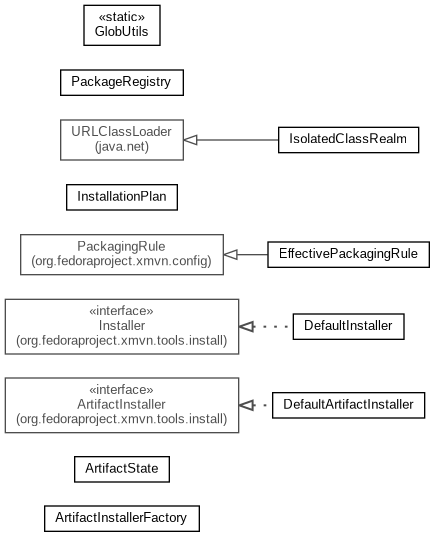 «static»
GlobUtils
PackageRegistry
URLClassLoader
(java.net)
IsolatedClassRealm
InstallationPlan
PackagingRule
(org.fedoraproject.xmvn.config)
EffectivePackagingRule
«interface»
Installer
(org.fedoraproject.xmvn.tools.install)
DefaultInstaller
«interface»
ArtifactInstaller
(org.fedoraproject.xmvn.tools.install)
DefaultArtifactInstaller
ArtifactState
ArtifactInstallerFactory